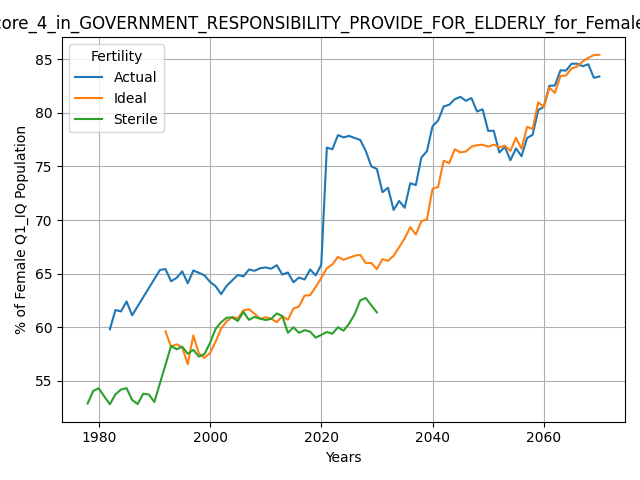 core_4_in_GOVERNMENT_RESPONSIBILITY_PROVIDE_FOR_ELDERLY_for_Female
Fertility
Actual
Ideal
Sterile
% of Female Q1_IQ Population
85
80
75
70
65
60
55
1980
2000
2020
2040
2060
Years